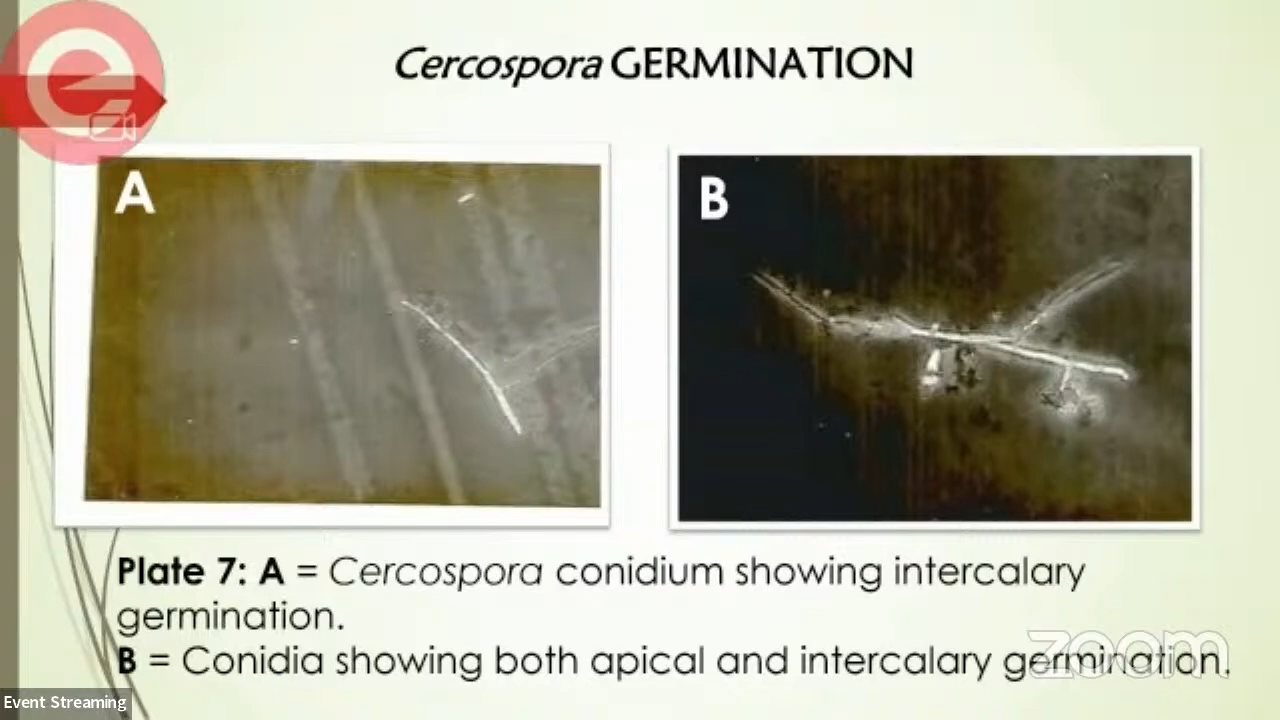 Cercospora GERMINATION
A
B
Plate 7: A = Cercospora conidium showing intercalary
germination.
B = Conidia showing both apical and intercalary germination.
zoom
Event Streaming